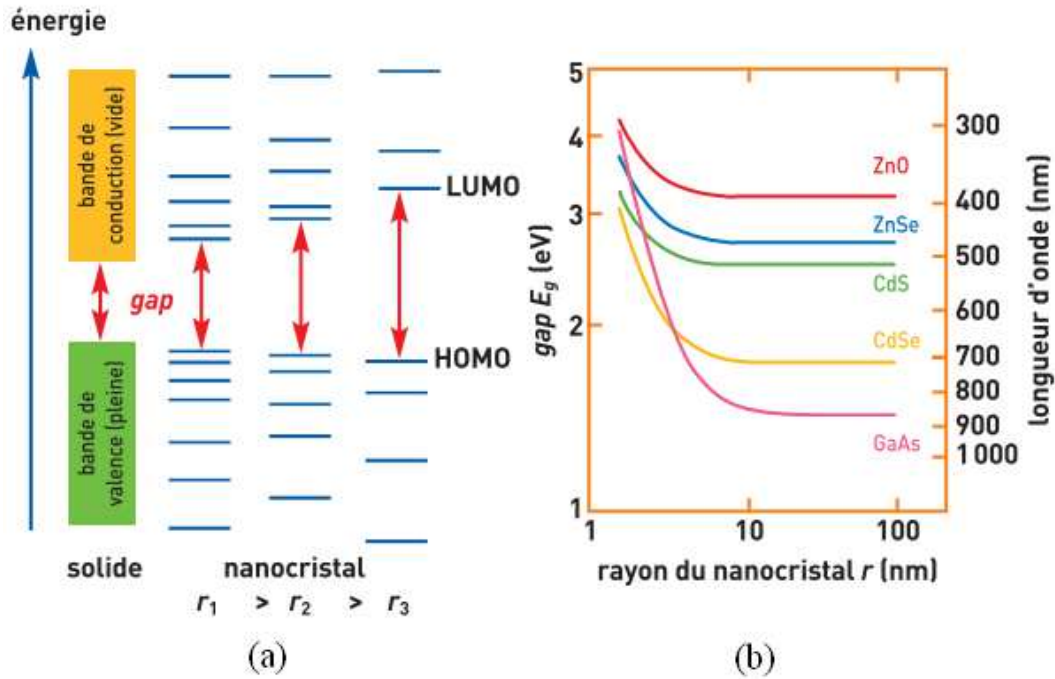 énergie
bande de
conduction (vide)
gap
bande de
valence (pleine)
LUMO
HOMO
solide
nanocristal
r1 > r2 > r3
(a)
5
4
3
2
1
gap Eg (eV)
1
10
100
rayon du nanocristal r (nm)
ZnO
ZnSe
CdS
CdSe
GaAs
300
400
500
600
700
800
900
1 000
longueur d'onde (nm)
(b)